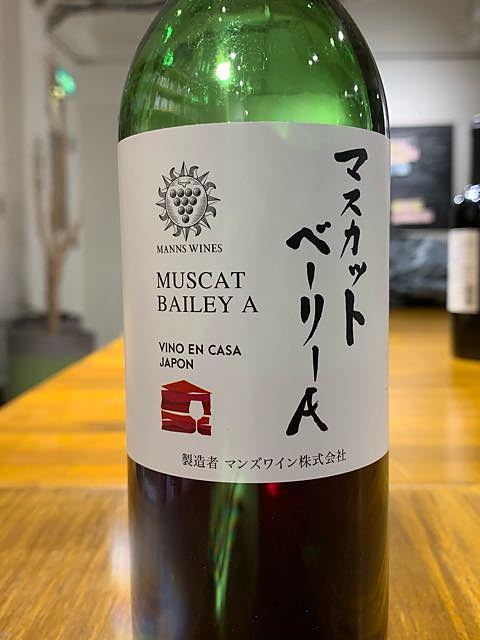 マスカット
ベーリーA
MANNS WINES
MUSCAT
BAILEY A
VINO EN CASA
JAPON
製造者 マンズワイン株式会社